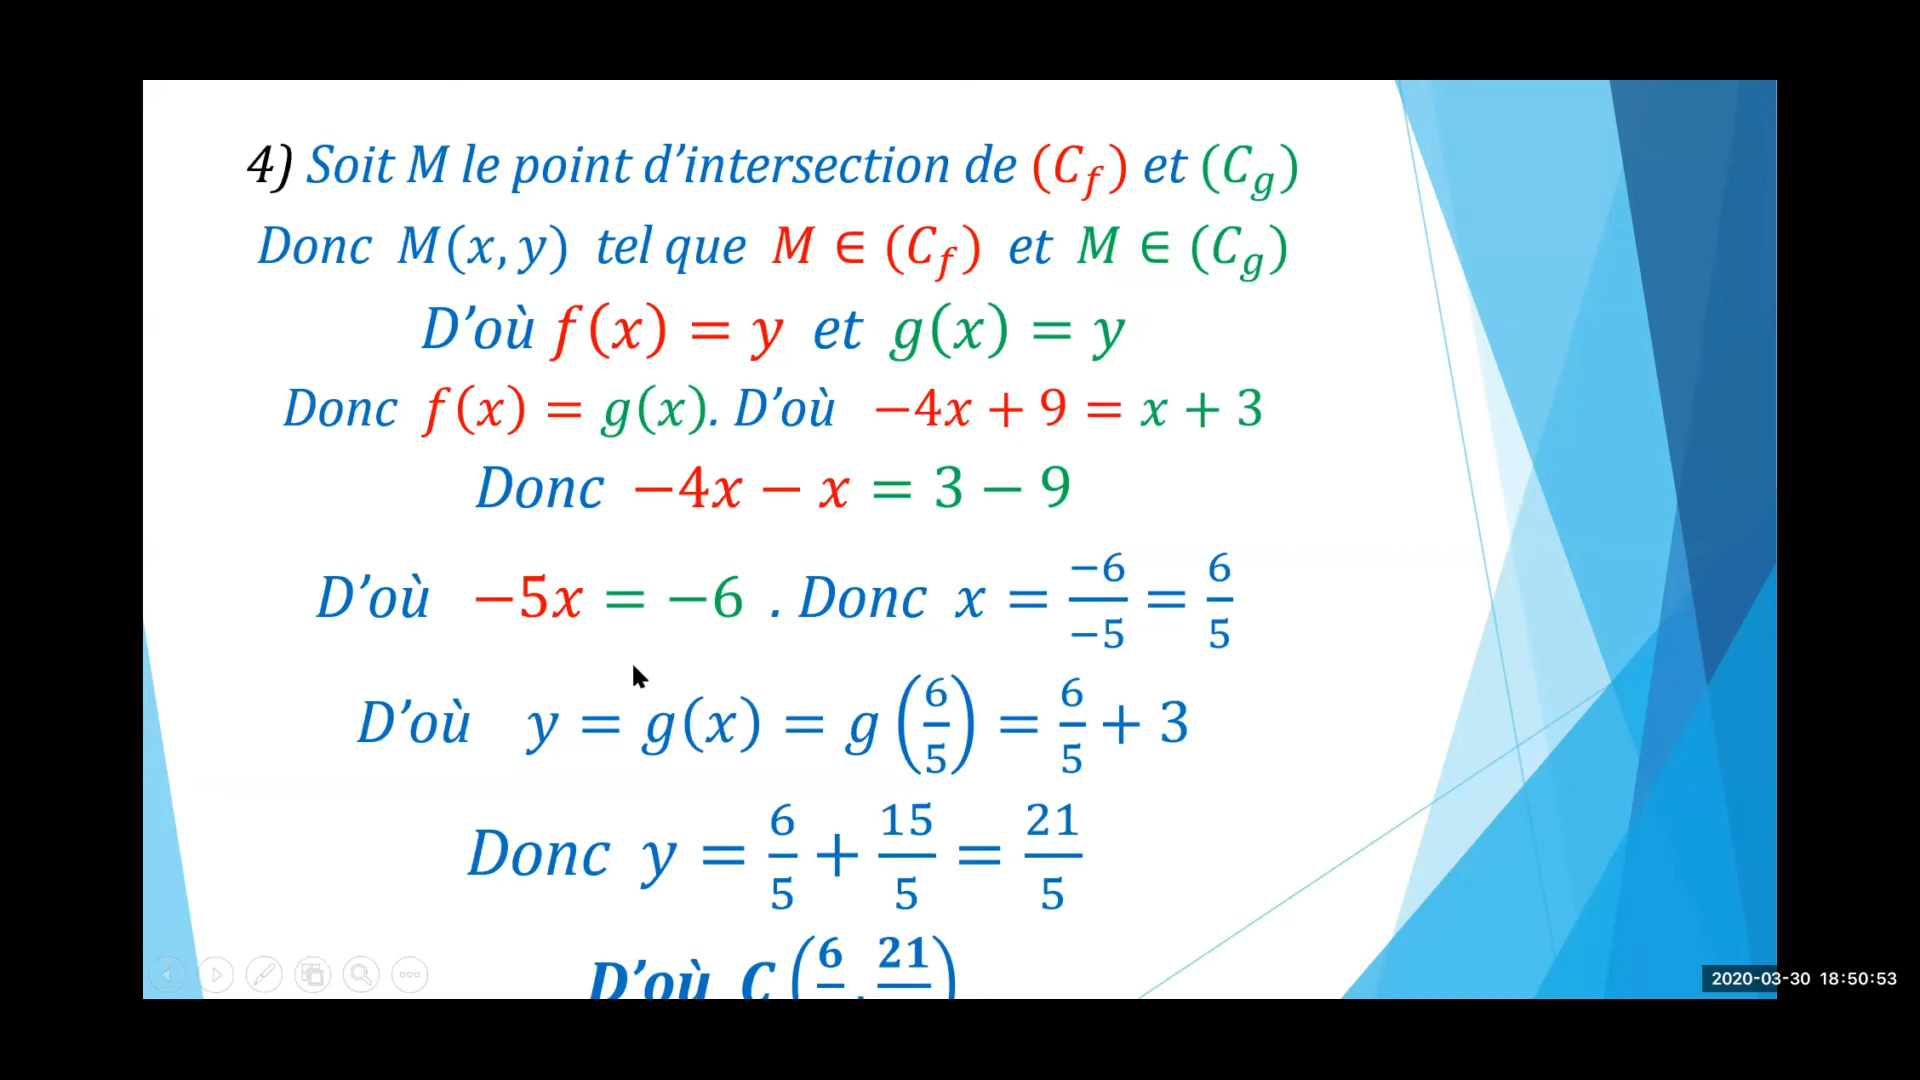 4) Soit M le point d’intersection de (C_f) et (C_g)
Donc M(x, y) tel que M ∈ (C_f) et M ∈ (C_g)
D’où f(x) = y et g(x) = y
Donc f(x) = g(x). D’où −4x + 9 = x + 3
Donc −4x − x = 3 − 9
D’où −5x = −6 . Donc x = −6/−5 = 6/5
D’où y = g(x) = g(6/5) = 6/5 + 3
Donc y = 6/5 + 15/5 = 21/5
D’où C (6/ , 21/ )
2020-03-30 18:50:53